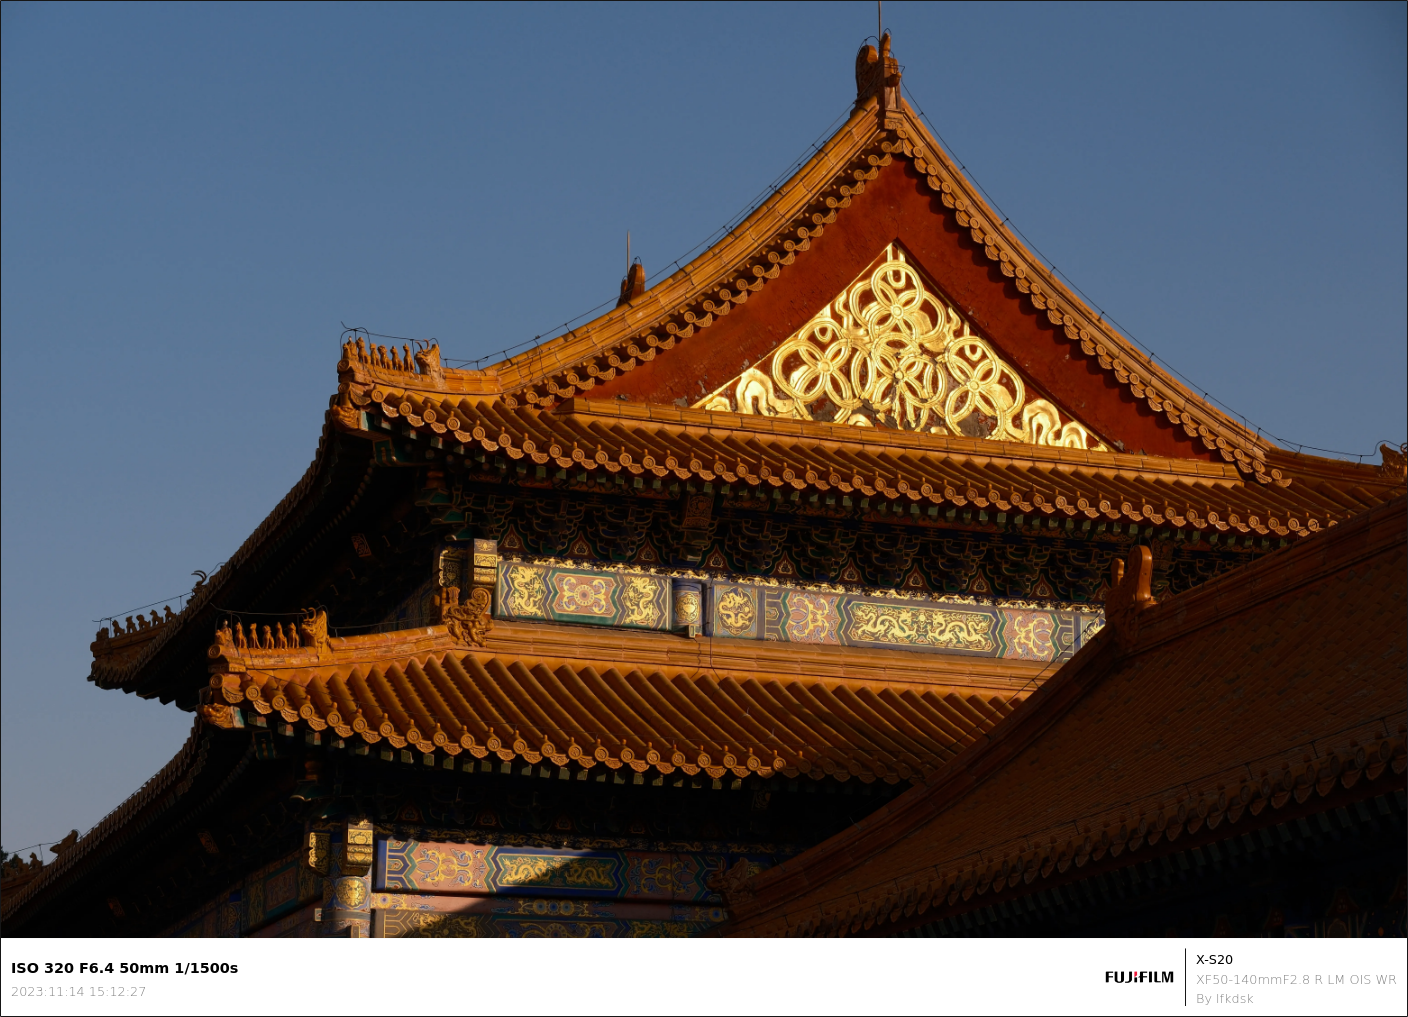 ISO 320 F6.4 50mm 1/1500s
2023:11:14 15:12:27
FUJIFILM
X-S20
XF50-140mmF2.8 R LM OIS WR
By lfkdsk